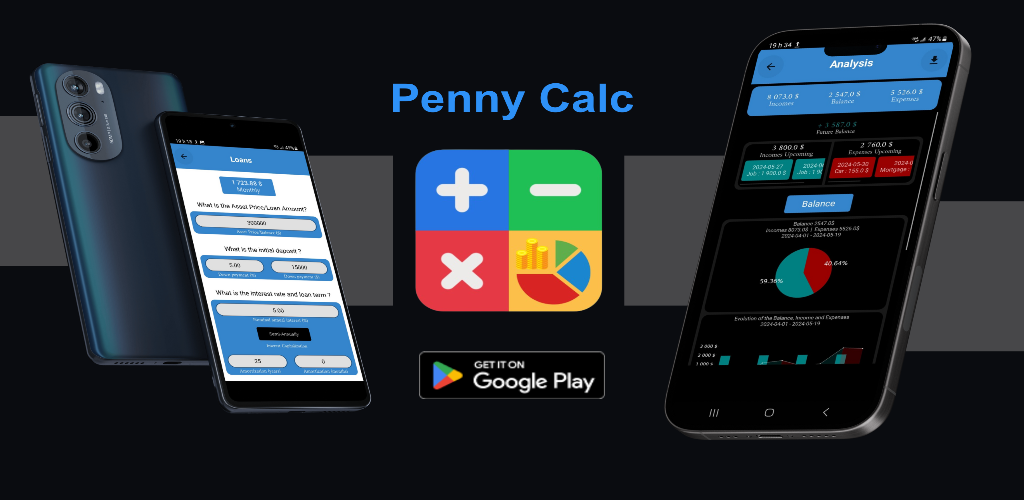 Penny Calc
GET IT ON
Google Play
Loans
1 723.88 $
Monthly
What is the Asset Price/Loan Amount?
300000
What is the initial deposit ?
5.00
15000
What is the interest rate and loan term ?
5.00
Semi-Annually
25
0
19 h 34
47%
Analysis
8 073.0 $
2 547.0 $
5 526.0 $
Incomes
Balance
Expenses
+ 3 587.0 $
Future Balance
3 800.0 $
Incomes Upcoming
2 760.0 $
Expenses Upcoming
2024-05-27
Job : 1 900.0 $
2024-0
Job : 1 90
2024-05-20
Car : 155.0 $
2024-0
Mortgage
Balance
Balance 2547.0$
Incomes 8073.0$ | Expenses 5526.0$
2024-04-01 - 2024-05-19
40.64%
59.36%
Evolution of the Balance, Income and Expenses
2024-04-01 - 2024-05-19
2 000 $
2 000 $
1 000 $